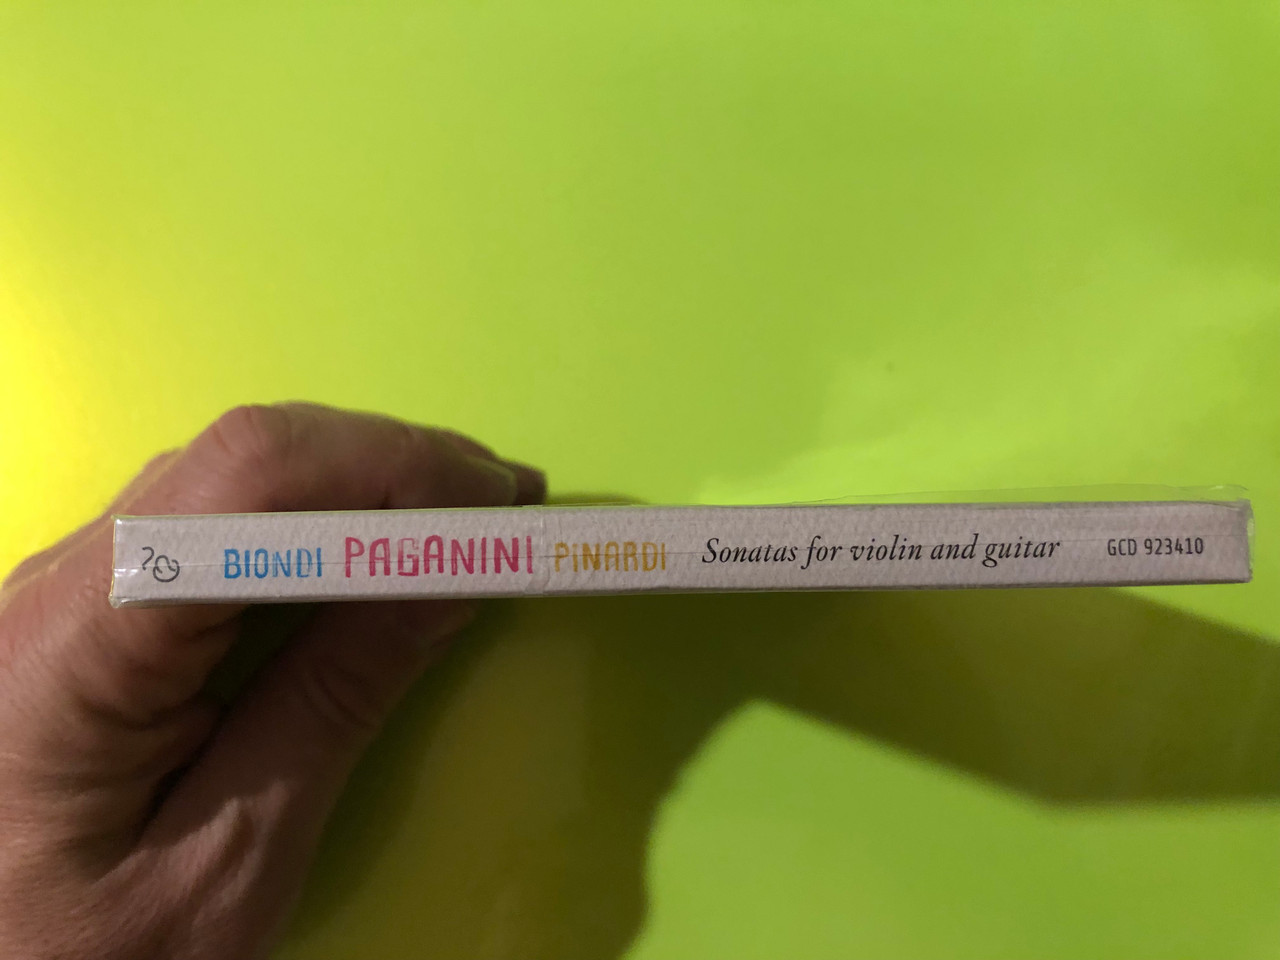 BIONDI PAGANINI PiNARDI Sonatas for violin and guitar GCD 923410